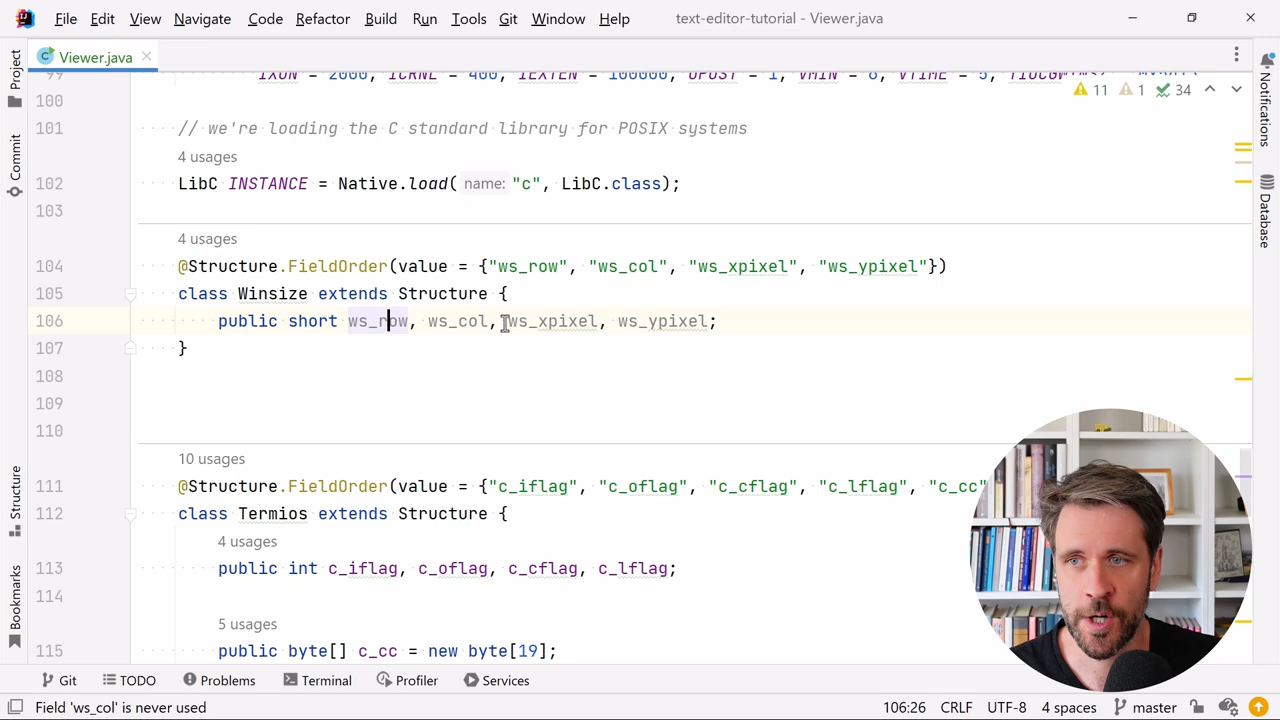 File Edit View Navigate Code Refactor Build Run Tools Git Window Help text-editor-tutorial - Viewer.java
Viewer.java
Project
Commit
Structure
Bookmarks
Notifications
Database
11 1 34
99 IXON = 2000, ICRNL = 400, IEXTEN = 100000, OPOST = 1, VMIN = 6, VTIME = 5,
100
101 // we're loading the C standard library for POSIX systems
4 usages
102 LibC INSTANCE = Native.load( name: "c", LibC.class);
103
4 usages
104 @Structure.FieldOrder(value = {"ws_row", "ws_col", "ws_xpixel", "ws_ypixel"})
105 class Winsize extends Structure {
106 public short ws_row, ws_col, ws_xpixel, ws_ypixel;
107 }
108
109
110
10 usages
111 @Structure.FieldOrder(value = {"c_iflag", "c_oflag", "c_cflag", "c_lflag", "c_cc"
112 class Termios extends Structure {
4 usages
113 public int c_iflag, c_oflag, c_cflag, c_lflag;
114
5 usages
115 public byte[] c_cc = new byte[19];
Git TODO Problems Terminal Profiler Services
Field 'ws_col' is never used 106:26 CRLF UTF-8 4 spaces master